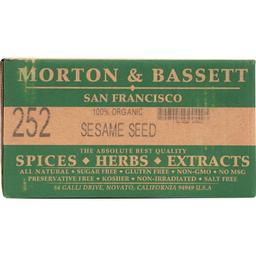 MORTON & BASSETT
SAN FRANCISCO
100% ORGANIC
252
SESAME SEED
THE ABSOLUTE BEST QUALITY
SPICES ♦ HERBS ♦ EXTRACTS
ALL NATURAL ♦ SUGAR FREE ♦ GLUTEN FREE ♦ NON-GMO ♦ NO MSG
PRESERVATIVE FREE ♦ KOSHER ♦ NON-IRRADIATED ♦ SALT FREE
84 GALLI DRIVE, NOVATO, CALIFORNIA 94949 U.S.A